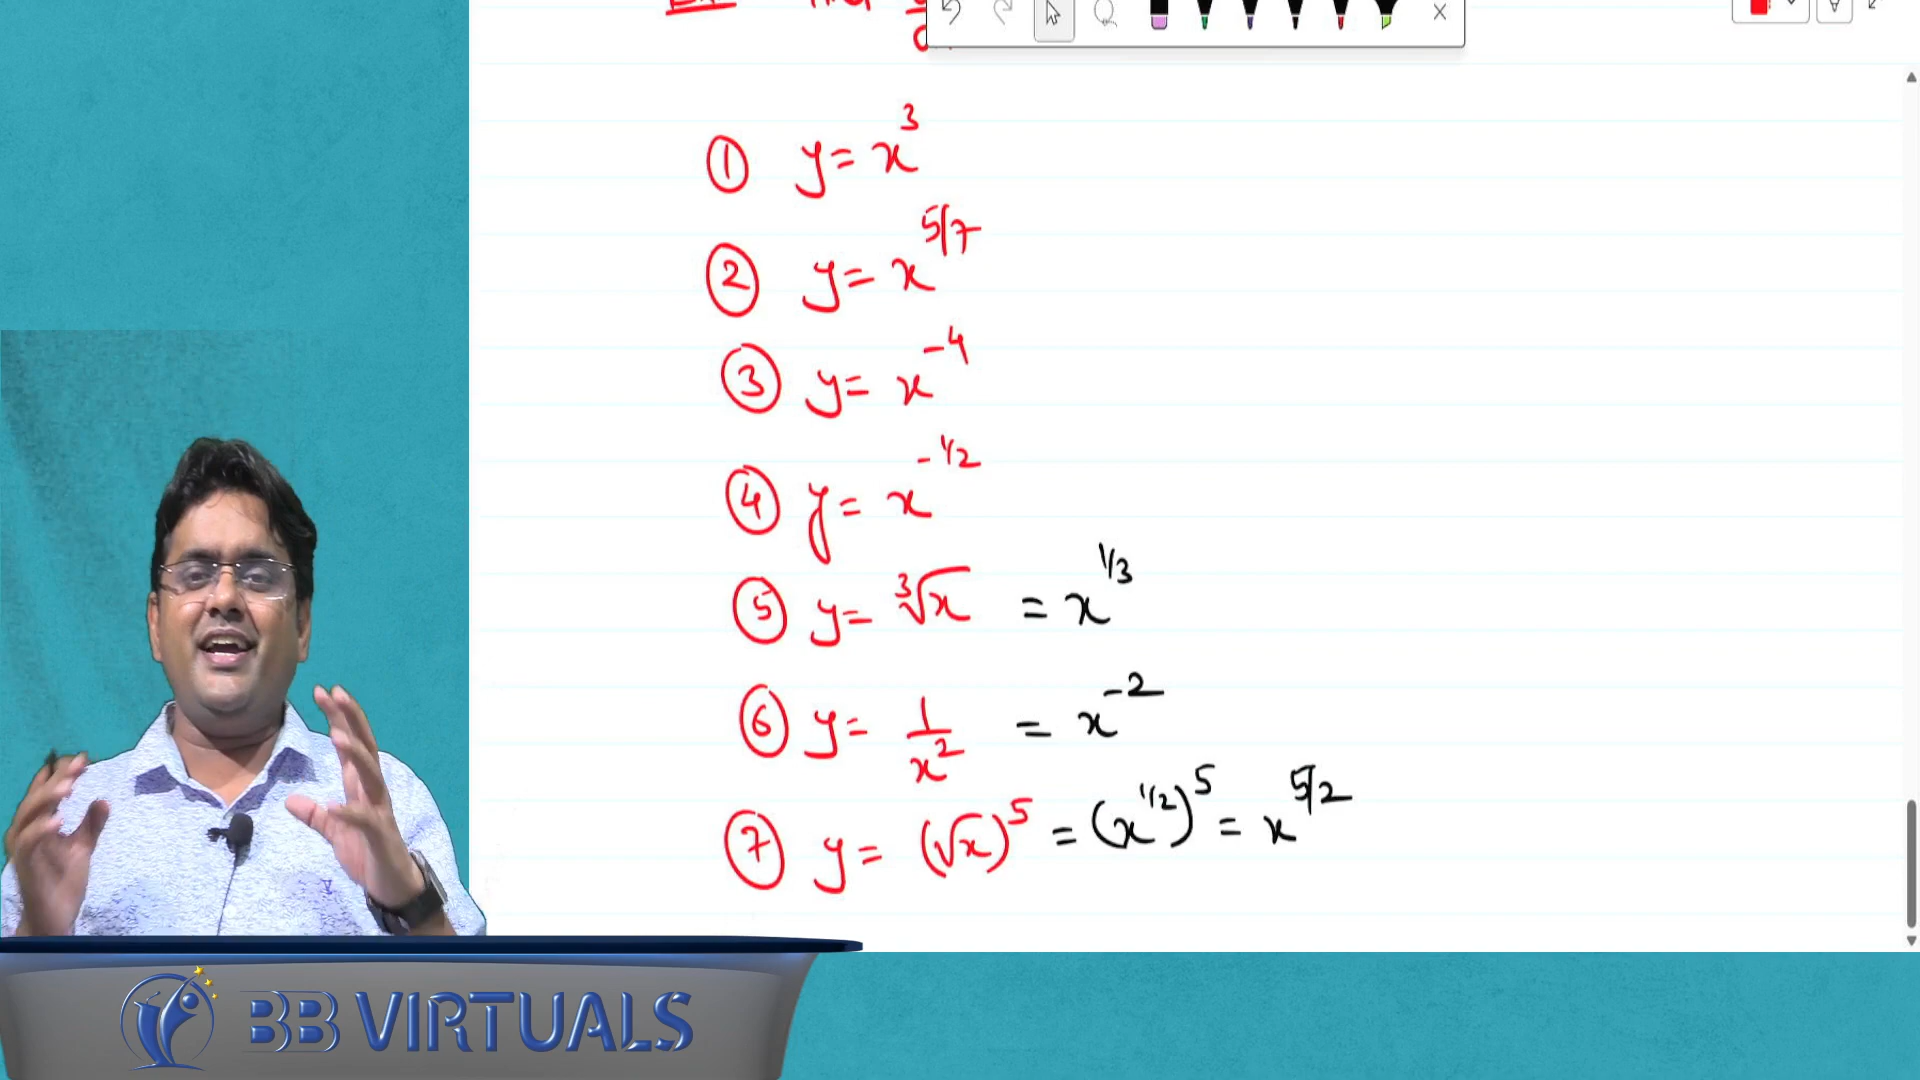 ① y = x³
② y = x^5/7
③ y = x^-4
④ y = x^-1/2
⑤ y = ³√x = x^1/3
⑥ y = 1/x² = x^-2
⑦ y = (√x)^5 = (x^1/2)^5 = x^5/2
BB VIRTUALS